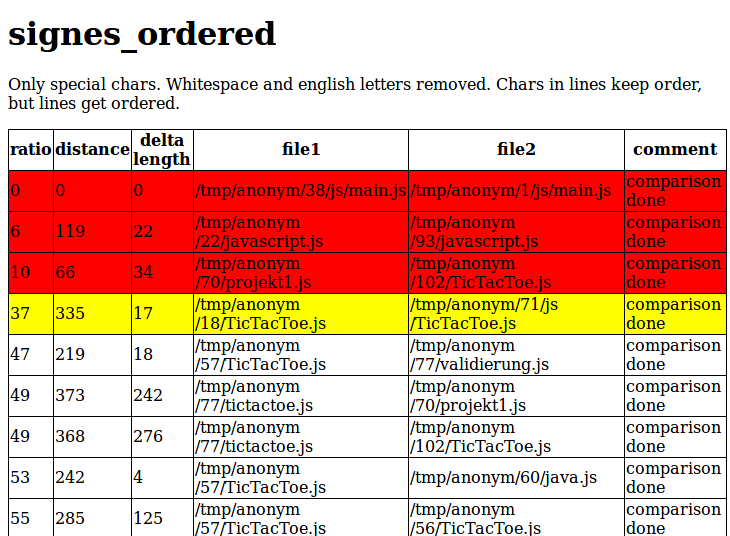 signes_ordered
Only special chars. Whitespace and english letters removed. Chars in lines keep order,
but lines get ordered.
ratio distance delta length file1 file2 comment
0 0 0 /tmp/anonym/38/js/main.js /tmp/anonym/1/js/main.js comparison done
6 119 22 /tmp/anonym/22/javascript.js /tmp/anonym/93/javascript.js comparison done
10 66 34 /tmp/anonym/70/projekt1.js /tmp/anonym/102/TicTacToe.js comparison done
37 335 17 /tmp/anonym/18/TicTacToe.js /tmp/anonym/71/js/TicTacToe.js comparison done
47 219 18 /tmp/anonym/57/TicTacToe.js /tmp/anonym/77/validierung.js comparison done
49 373 242 /tmp/anonym/77/tictactoe.js /tmp/anonym/70/projekt1.js comparison done
49 368 276 /tmp/anonym/77/tictactoe.js /tmp/anonym/102/TicTacToe.js comparison done
53 242 4 /tmp/anonym/57/TicTacToe.js /tmp/anonym/60/java.js comparison done
55 285 125 /tmp/anonym/57/TicTacToe.js /tmp/anonym/56/TicTacToe.js comparison done